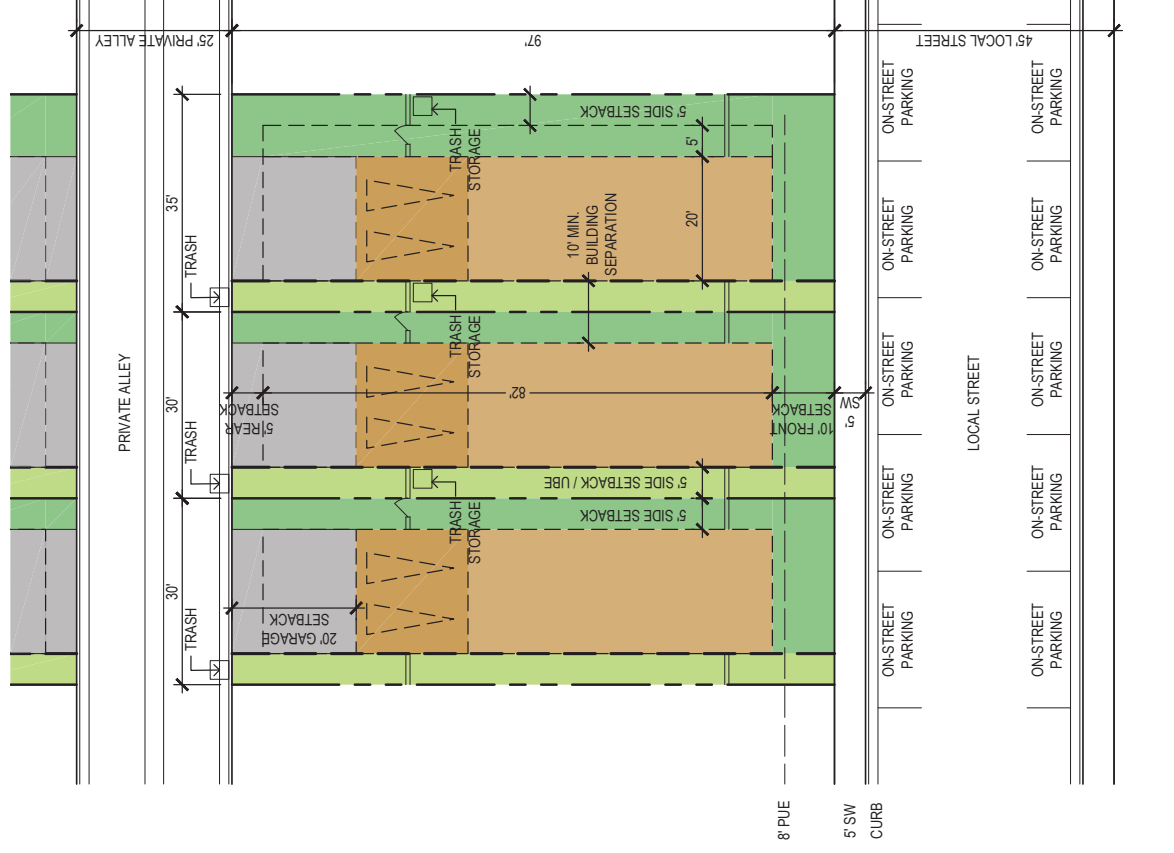 25' PRIVATE ALLEY
97'
45' LOCAL STREET
ON-STREET
PARKING
ON-STREET
PARKING
5' SIDE SETBACK
TRASH
STORAGE
5'
35'
TRASH
10' MIN.
BUILDING
SEPARATION
20'
ON-STREET
PARKING
ON-STREET
PARKING
TRASH
STORAGE
PRIVATE ALLEY
30'
TRASH
5' REAR
SETBACK
82'
10' FRONT
SETBACK
5'
SW
ON-STREET
PARKING
LOCAL STREET
ON-STREET
PARKING
5' SIDE SETBACK / UBE
5' SIDE SETBACK
TRASH
STORAGE
ON-STREET
PARKING
ON-STREET
PARKING
30'
TRASH
20' GARAGE
SETBACK
ON-STREET
PARKING
ON-STREET
PARKING
8' PUE
5' SW
CURB